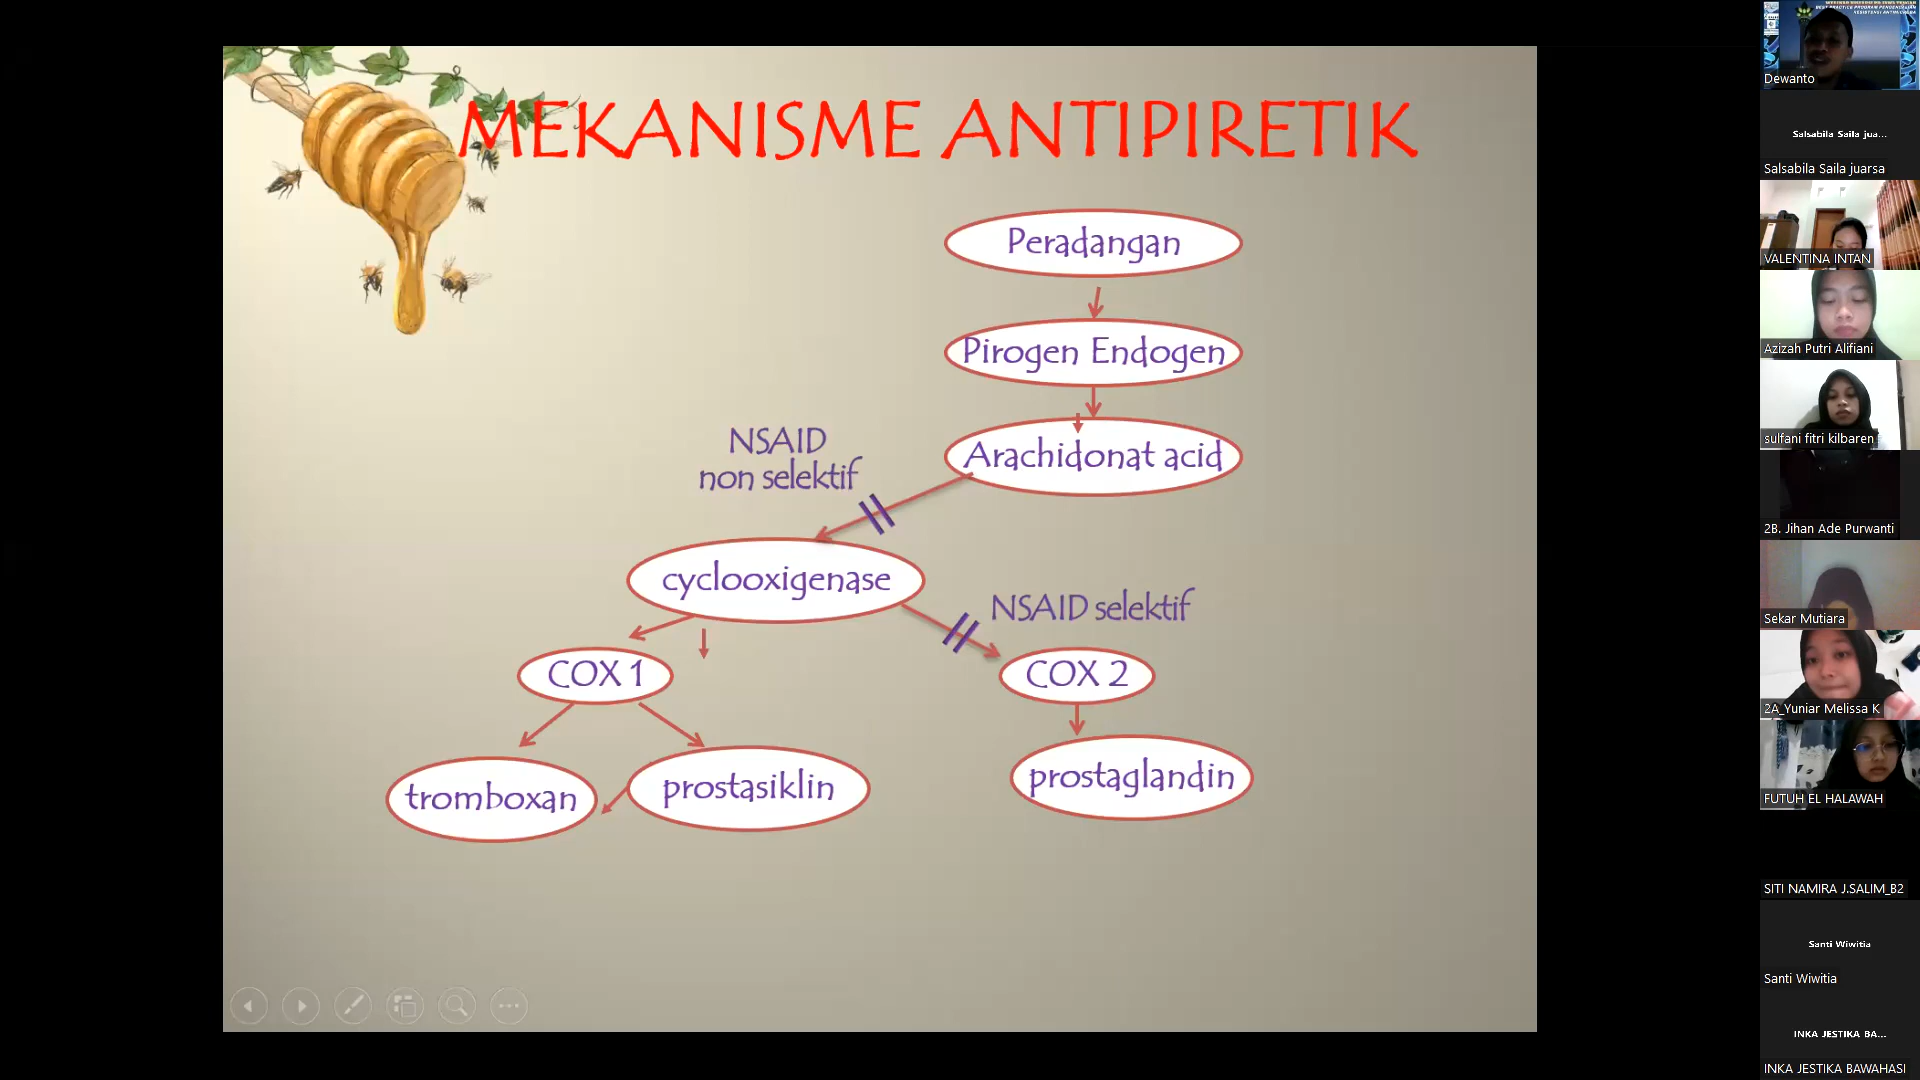 MEKANISME ANTIPIRETIK
Peradangan
Pirogen Endogen
Arachidonat acid
NSAID
non selektif
cyclooxigenase
NSAID selektif
COX 1
COX 2
tromboxan
prostasiklin
prostaglandin
Dewanto
Salsabila Saila jua...
Salsabila Saila juarsa
VALENTINA INTAN
Azizah Putri Alifiani
sulfani fitri kilbaren
2B. Jihan Ade Purwanti
Sekar Mutiara
2A_Yuniar Melissa K
FUTUH EL HALAWAH
SITI NAMIRA J.SALIM_B2
Santi Wiwitia
Santi Wiwitia
INKA JESTIKA BA...
INKA JESTIKA BAWAHASI